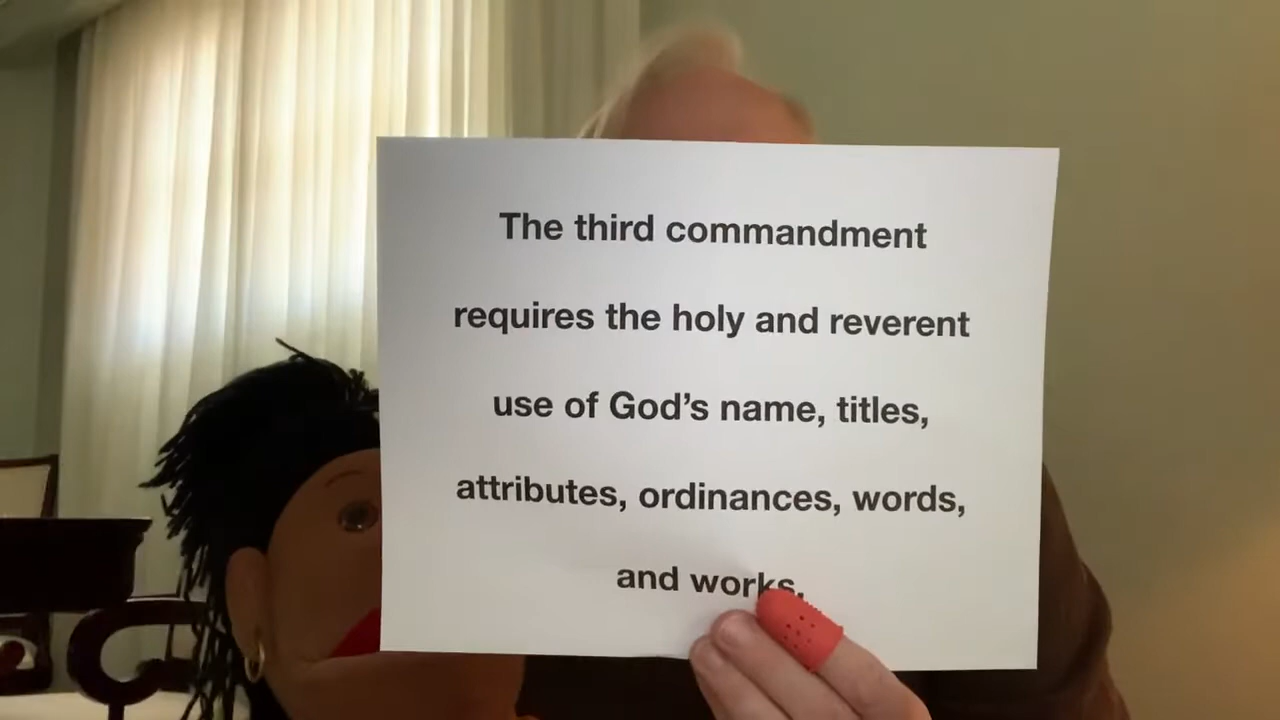 The third commandment
requires the holy and reverent
use of God’s name, titles,
attributes, ordinances, words,
and works.